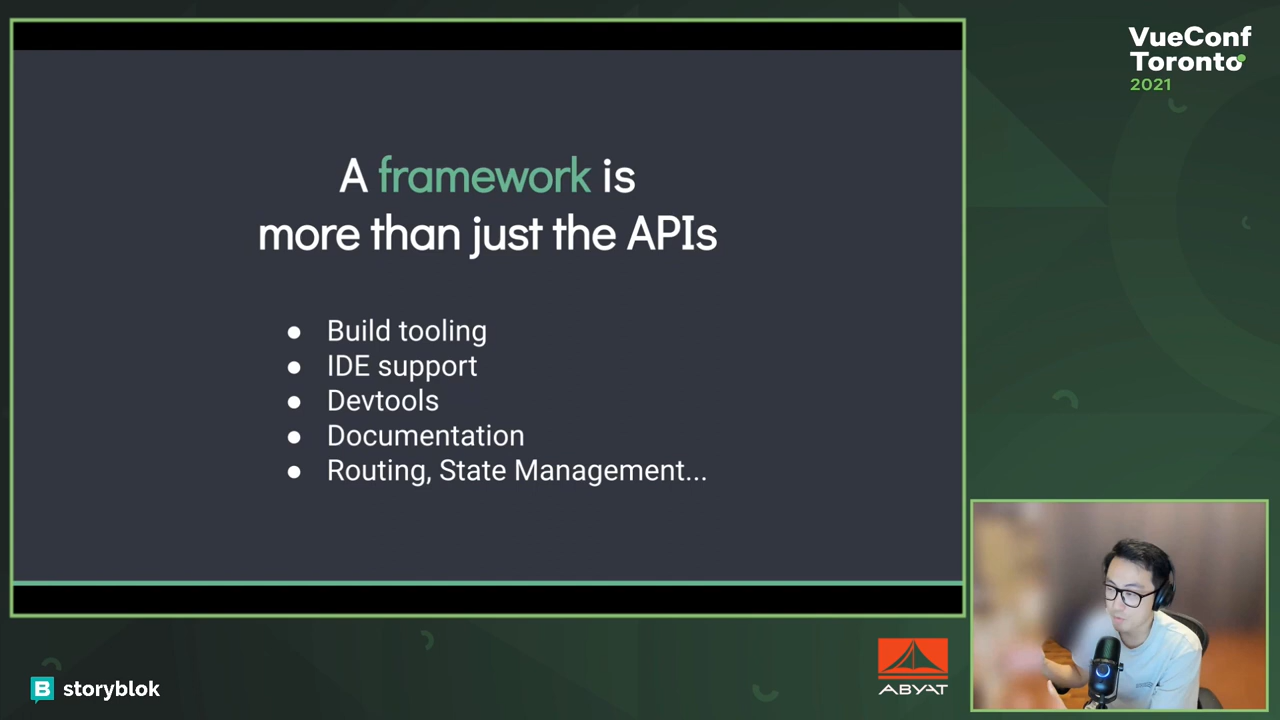 A framework is
more than just the APIs
● Build tooling
● IDE support
● Devtools
● Documentation
● Routing, State Management...
VueConf
Toronto
2021
B storyblok
ABYAT